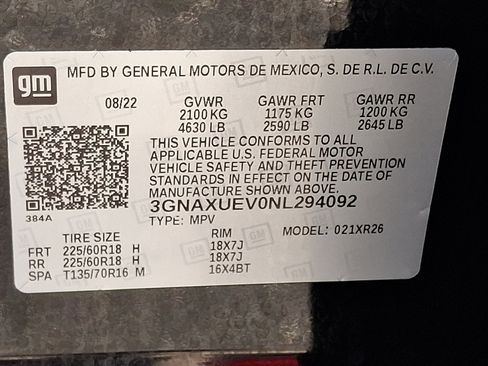 gm MFD BY GENERAL MOTORS DE MEXICO, S. DE R.L. DE C.V.
08/22 GVWR GAWR FRT GAWR RR
2100 KG 1175 KG 1200 KG
4630 LB 2590 LB 2645 LB
THIS VEHICLE CONFORMS TO ALL
APPLICABLE U.S. FEDERAL MOTOR
VEHICLE SAFETY AND THEFT PREVENTION
STANDARDS IN EFFECT ON THE DATE OF
MANUFACTURE SHOWN ABOVE.
384A
3GNAXUEV0NL294092
TYPE: MPV
TIRE SIZE RIM MODEL: 021XR26
FRT 225/60R18 H 18X7J
RR 225/60R18 H 18X7J
SPA T135/70R16 M 16X4BT